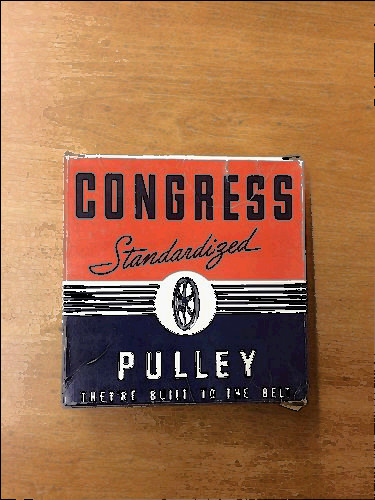 CONGRESS
Standardized
PULLEY
THEY'RE BUILT TO THE BELT